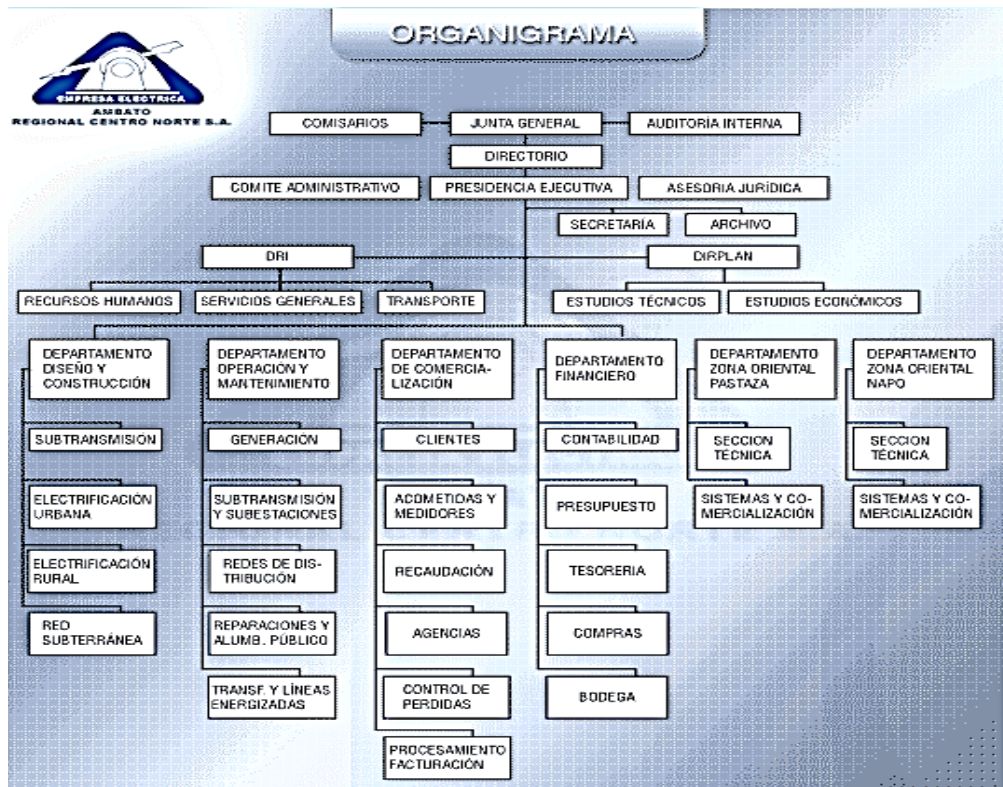 ORGANIGRAMA
EMPRESA ELECTRICA
AMBATO
REGIONAL CENTRO NORTE S.A.
COMISARIOS
JUNTA GENERAL
AUDITORÍA INTERNA
DIRECTORIO
COMITE ADMINISTRATIVO
PRESIDENCIA EJECUTIVA
ASESORIA JURÍDICA
SECRETARÍA
ARCHIVO
DRI
DIRPLAN
RECURSOS HUMANOS
SERVICIOS GENERALES
TRANSPORTE
ESTUDIOS TÉCNICOS
ESTUDIOS ECONÓMICOS
DEPARTAMENTO
DISEÑO Y
CONSTRUCCIÓN
DEPARTAMENTO
OPERACIÓN Y
MANTENIMIENTO
DEPARTAMENTO
DE COMERCIA-
LIZACIÓN
DEPARTAMENTO
FINANCIERO
DEPARTAMENTO
ZONA ORIENTAL
PASTAZA
DEPARTAMENTO
ZONA ORIENTAL
NAPO
SUBTRANSMISIÓN
GENERACIÓN
CLIENTES
CONTABILIDAD
SECCION
TÉCNICA
SECCION
TÉCNICA
ELECTRIFICACIÓN
URBANA
SUBTRANSMISIÓN
Y SUBESTACIONES
ACOMETIDAS Y
MEDIDORES
PRESUPUESTO
SISTEMAS Y CO-
MERCIALIZACIÓN
SISTEMAS Y CO-
MERCIALIZACIÓN
ELECTRIFICACIÓN
RURAL
REDES DE DIS-
TRIBUCIÓN
RECAUDACIÓN
TESORERIA
RED
SUBTERRÁNEA
REPARACIONES Y
ALUMB. PÚBLICO
AGENCIAS
COMPRAS
TRANSF. Y LÍNEAS
ENERGIZADAS
CONTROL DE
PERDIDAS
BODEGA
PROCESAMIENTO
FACTURACIÓN